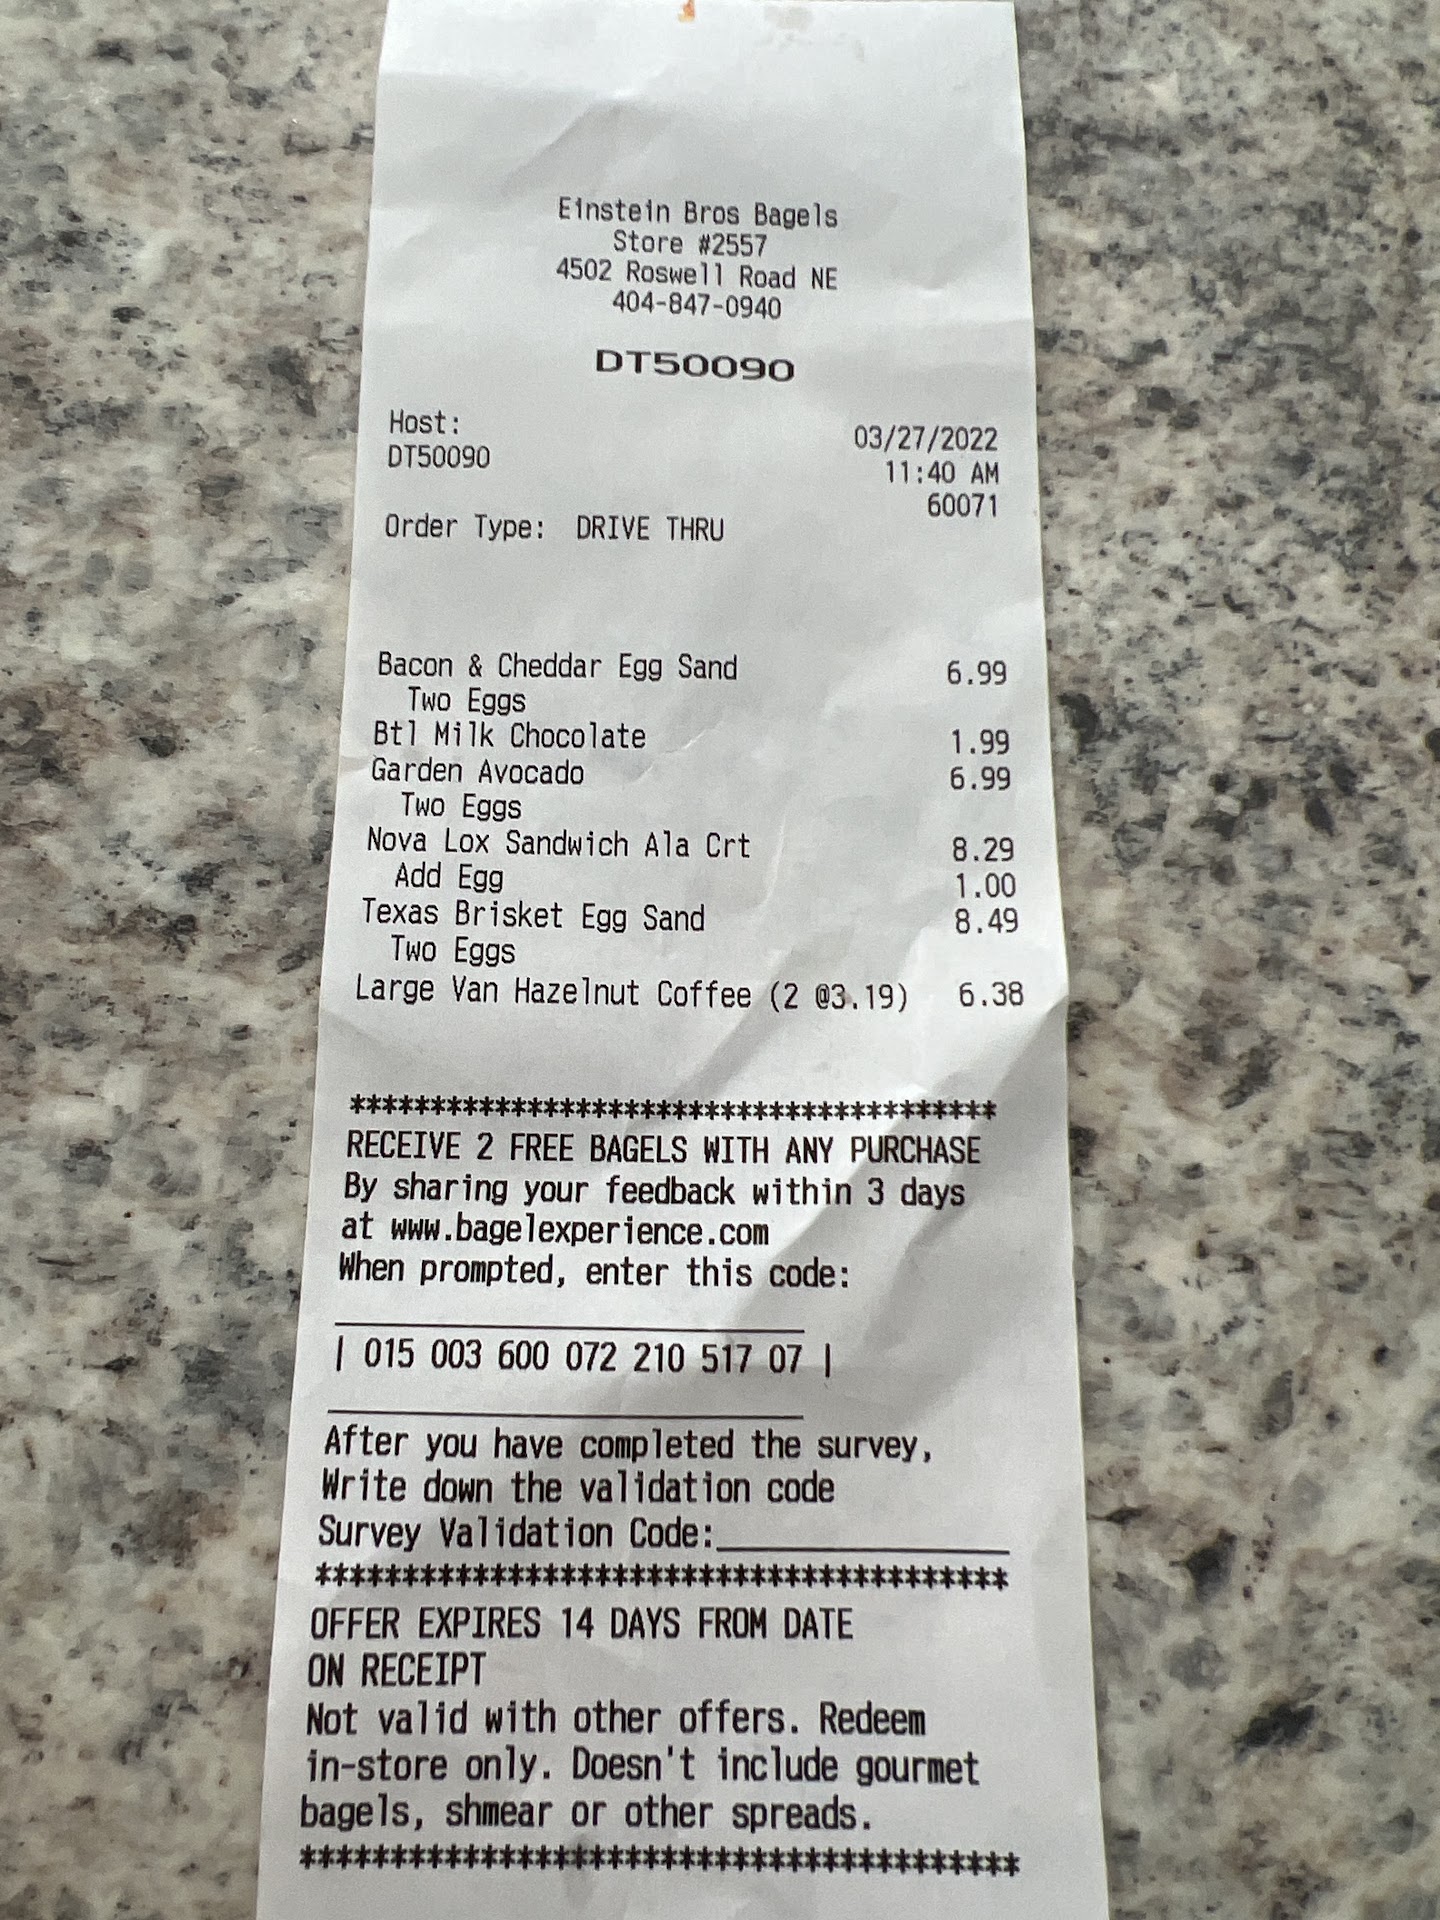 Einstein Bros Bagels
Store #2557
4502 Roswell Road NE
404-847-0940
DT50090
Host: 03/27/2022
DT50090 11:40 AM
60071
Order Type: DRIVE THRU
Bacon & Cheddar Egg Sand 6.99
Two Eggs
Btl Milk Chocolate 1.99
Garden Avocado 6.99
Two Eggs
Nova Lox Sandwich Ala Crt 8.29
Add Egg 1.00
Texas Brisket Egg Sand 8.49
Two Eggs
Large Van Hazelnut Coffee (2 @3.19) 6.38
*****************************************
RECEIVE 2 FREE BAGELS WITH ANY PURCHASE
By sharing your feedback within 3 days
at www.bagelexperience.com
When prompted, enter this code:
| 015 003 600 072 210 517 07 |
After you have completed the survey,
Write down the validation code
Survey Validation Code:________________
*****************************************
OFFER EXPIRES 14 DAYS FROM DATE
ON RECEIPT
Not valid with other offers. Redeem
in-store only. Doesn't include gourmet
bagels, shmear or other spreads.
*****************************************